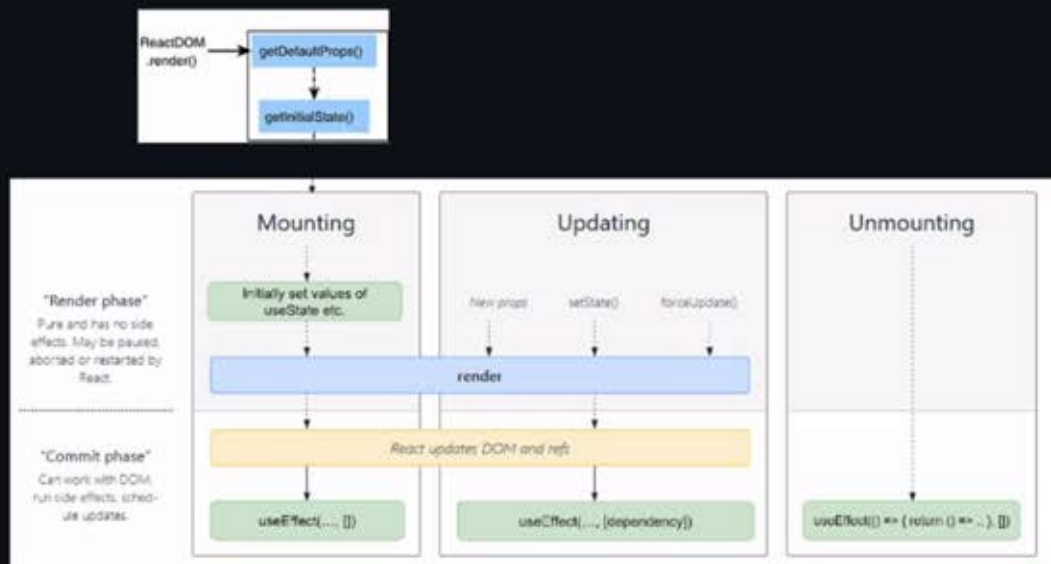 ReactDOM
.render()
getDefaultProps()
getInitialState()
Mounting
Updating
Unmounting
"Render phase"
Pure and has no side
effects. May be paused,
aborted or restarted by
React.
Initially set values of
useState etc.
New props
setState()
forceUpdate()
render
"Commit phase"
Can work with DOM,
run side effects, sched-
ule updates.
React updates DOM and refs
useEffect(..., [])
useEffect(..., [dependency])
useEffect(() => { return () => .. }, [])